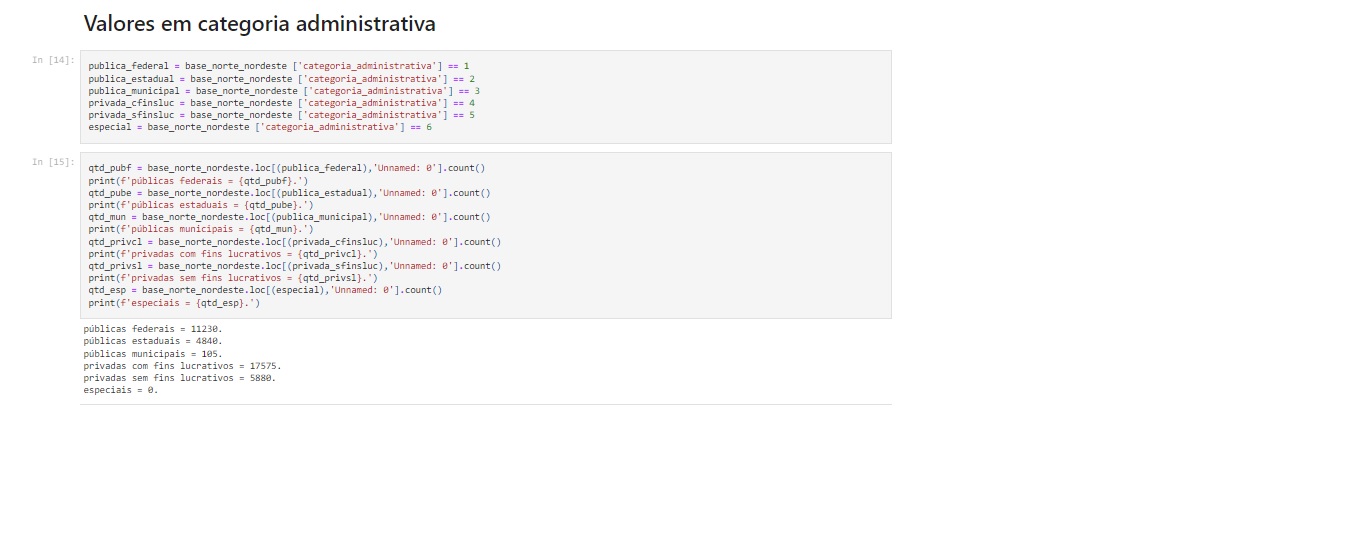 Valores em categoria administrativa
In [14]:
publica_federal = base_norte_nordeste ['categoria_administrativa'] == 1
publica_estadual = base_norte_nordeste ['categoria_administrativa'] == 2
publica_municipal = base_norte_nordeste ['categoria_administrativa'] == 3
privada_cfinsluc = base_norte_nordeste ['categoria_administrativa'] == 4
privada_sfinsluc = base_norte_nordeste ['categoria_administrativa'] == 5
especial = base_norte_nordeste ['categoria_administrativa'] == 6
In [15]:
qtd_pubf = base_norte_nordeste.loc[(publica_federal),'Unnamed: 0'].count()
print(f'públicas federais = {qtd_pubf}.')
qtd_pube = base_norte_nordeste.loc[(publica_estadual),'Unnamed: 0'].count()
print(f'públicas estaduais = {qtd_pube}.')
qtd_mun = base_norte_nordeste.loc[(publica_municipal),'Unnamed: 0'].count()
print(f'públicas municipais = {qtd_mun}.')
qtd_privcl = base_norte_nordeste.loc[(privada_cfinsluc),'Unnamed: 0'].count()
print(f'privadas com fins lucrativos = {qtd_privcl}.')
qtd_privsl = base_norte_nordeste.loc[(privada_sfinsluc),'Unnamed: 0'].count()
print(f'privadas sem fins lucrativos = {qtd_privsl}.')
qtd_esp = base_norte_nordeste.loc[(especial),'Unnamed: 0'].count()
print(f'especiais = {qtd_esp}.')
públicas federais = 11230.
públicas estaduais = 4840.
públicas municipais = 105.
privadas com fins lucrativos = 17575.
privadas sem fins lucrativos = 5880.
especiais = 0.